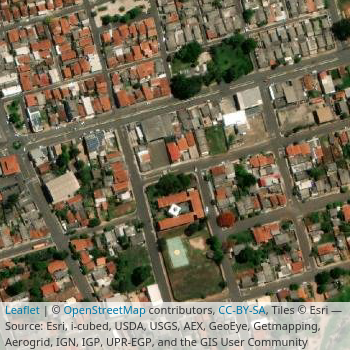 Leaflet | © OpenStreetMap contributors, CC-BY-SA, Tiles © Esri —
Source: Esri, i-cubed, USDA, USGS, AEX, GeoEye, Getmapping,
Aerogrid, IGN, IGP, UPR-EGP, and the GIS User Community